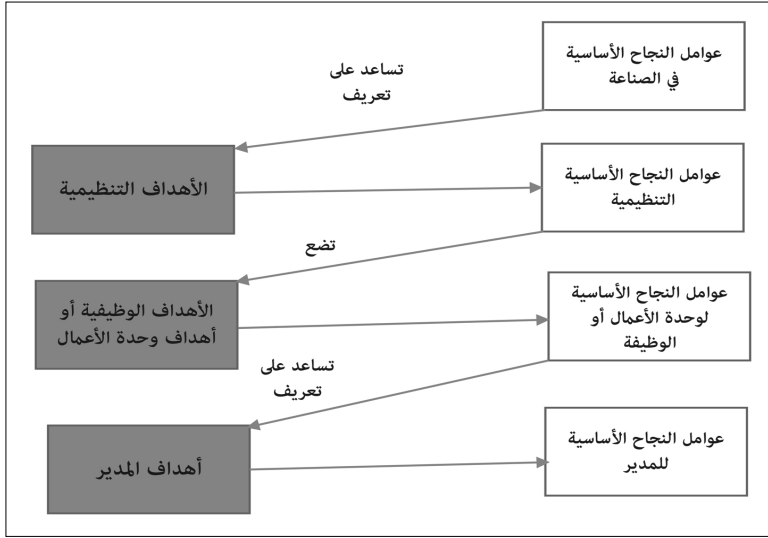 عوامل النجاح الأساسية
في الصناعة
تساعد على
تعريف
الأهداف التنظيمية
عوامل النجاح الأساسية
التنظيمية
تضع
الأهداف الوظيفية أو
أهداف وحدة الأعمال
عوامل النجاح الأساسية
لوحدة الأعمال أو
الوظيفة
تساعد على
تعريف
أهداف المدير
عوامل النجاح الأساسية
للمدير